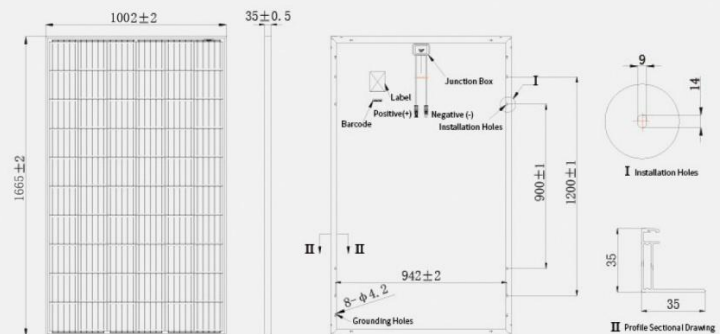 1002±2
35±0.5
1665±2
Junction Box
Label
Positive(+)
Negative (-)
Barcode
Installation Holes
I
900±1
1200±1
II
II
942±2
8-ϕ4.2
Grounding Holes
9
14
I Installation Holes
35
35
II Profile Sectional Drawing